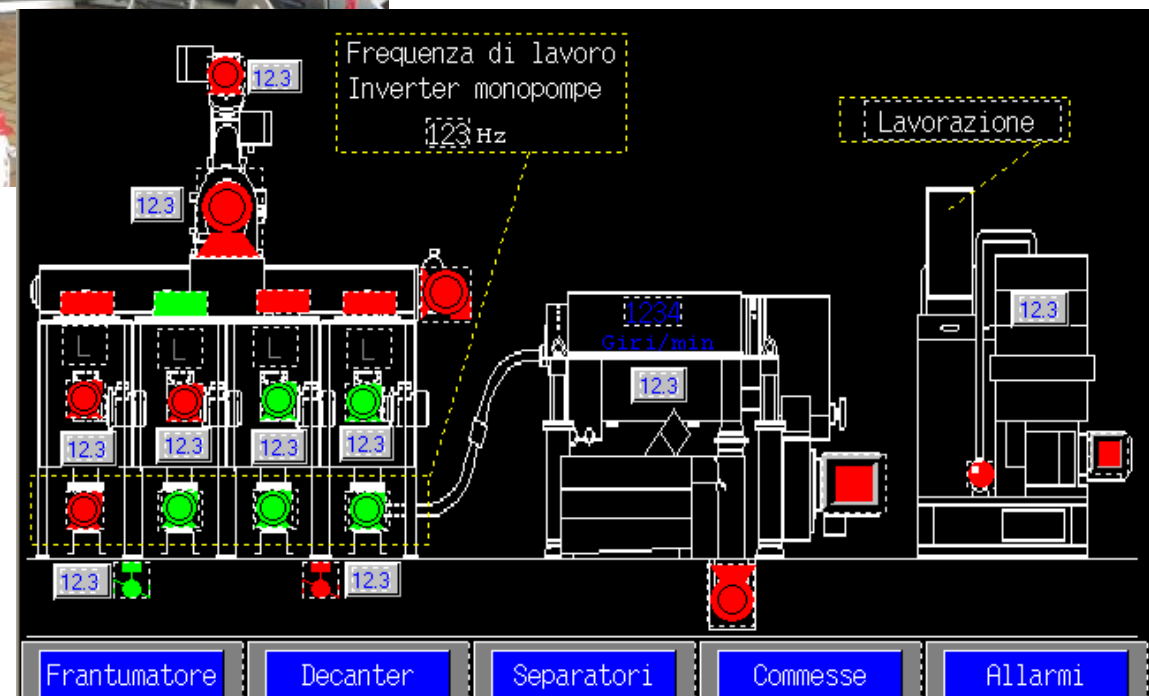 Frequenza di lavoro
Inverter monopompe
123 Hz
Lavorazione
12.3
12.3
1234
Giri/min
12.3
12.3
L L L L
12.3 12.3 12.3 12.3
12.3 12.3
Frantumatore Decanter Separatori Commesse Allarmi